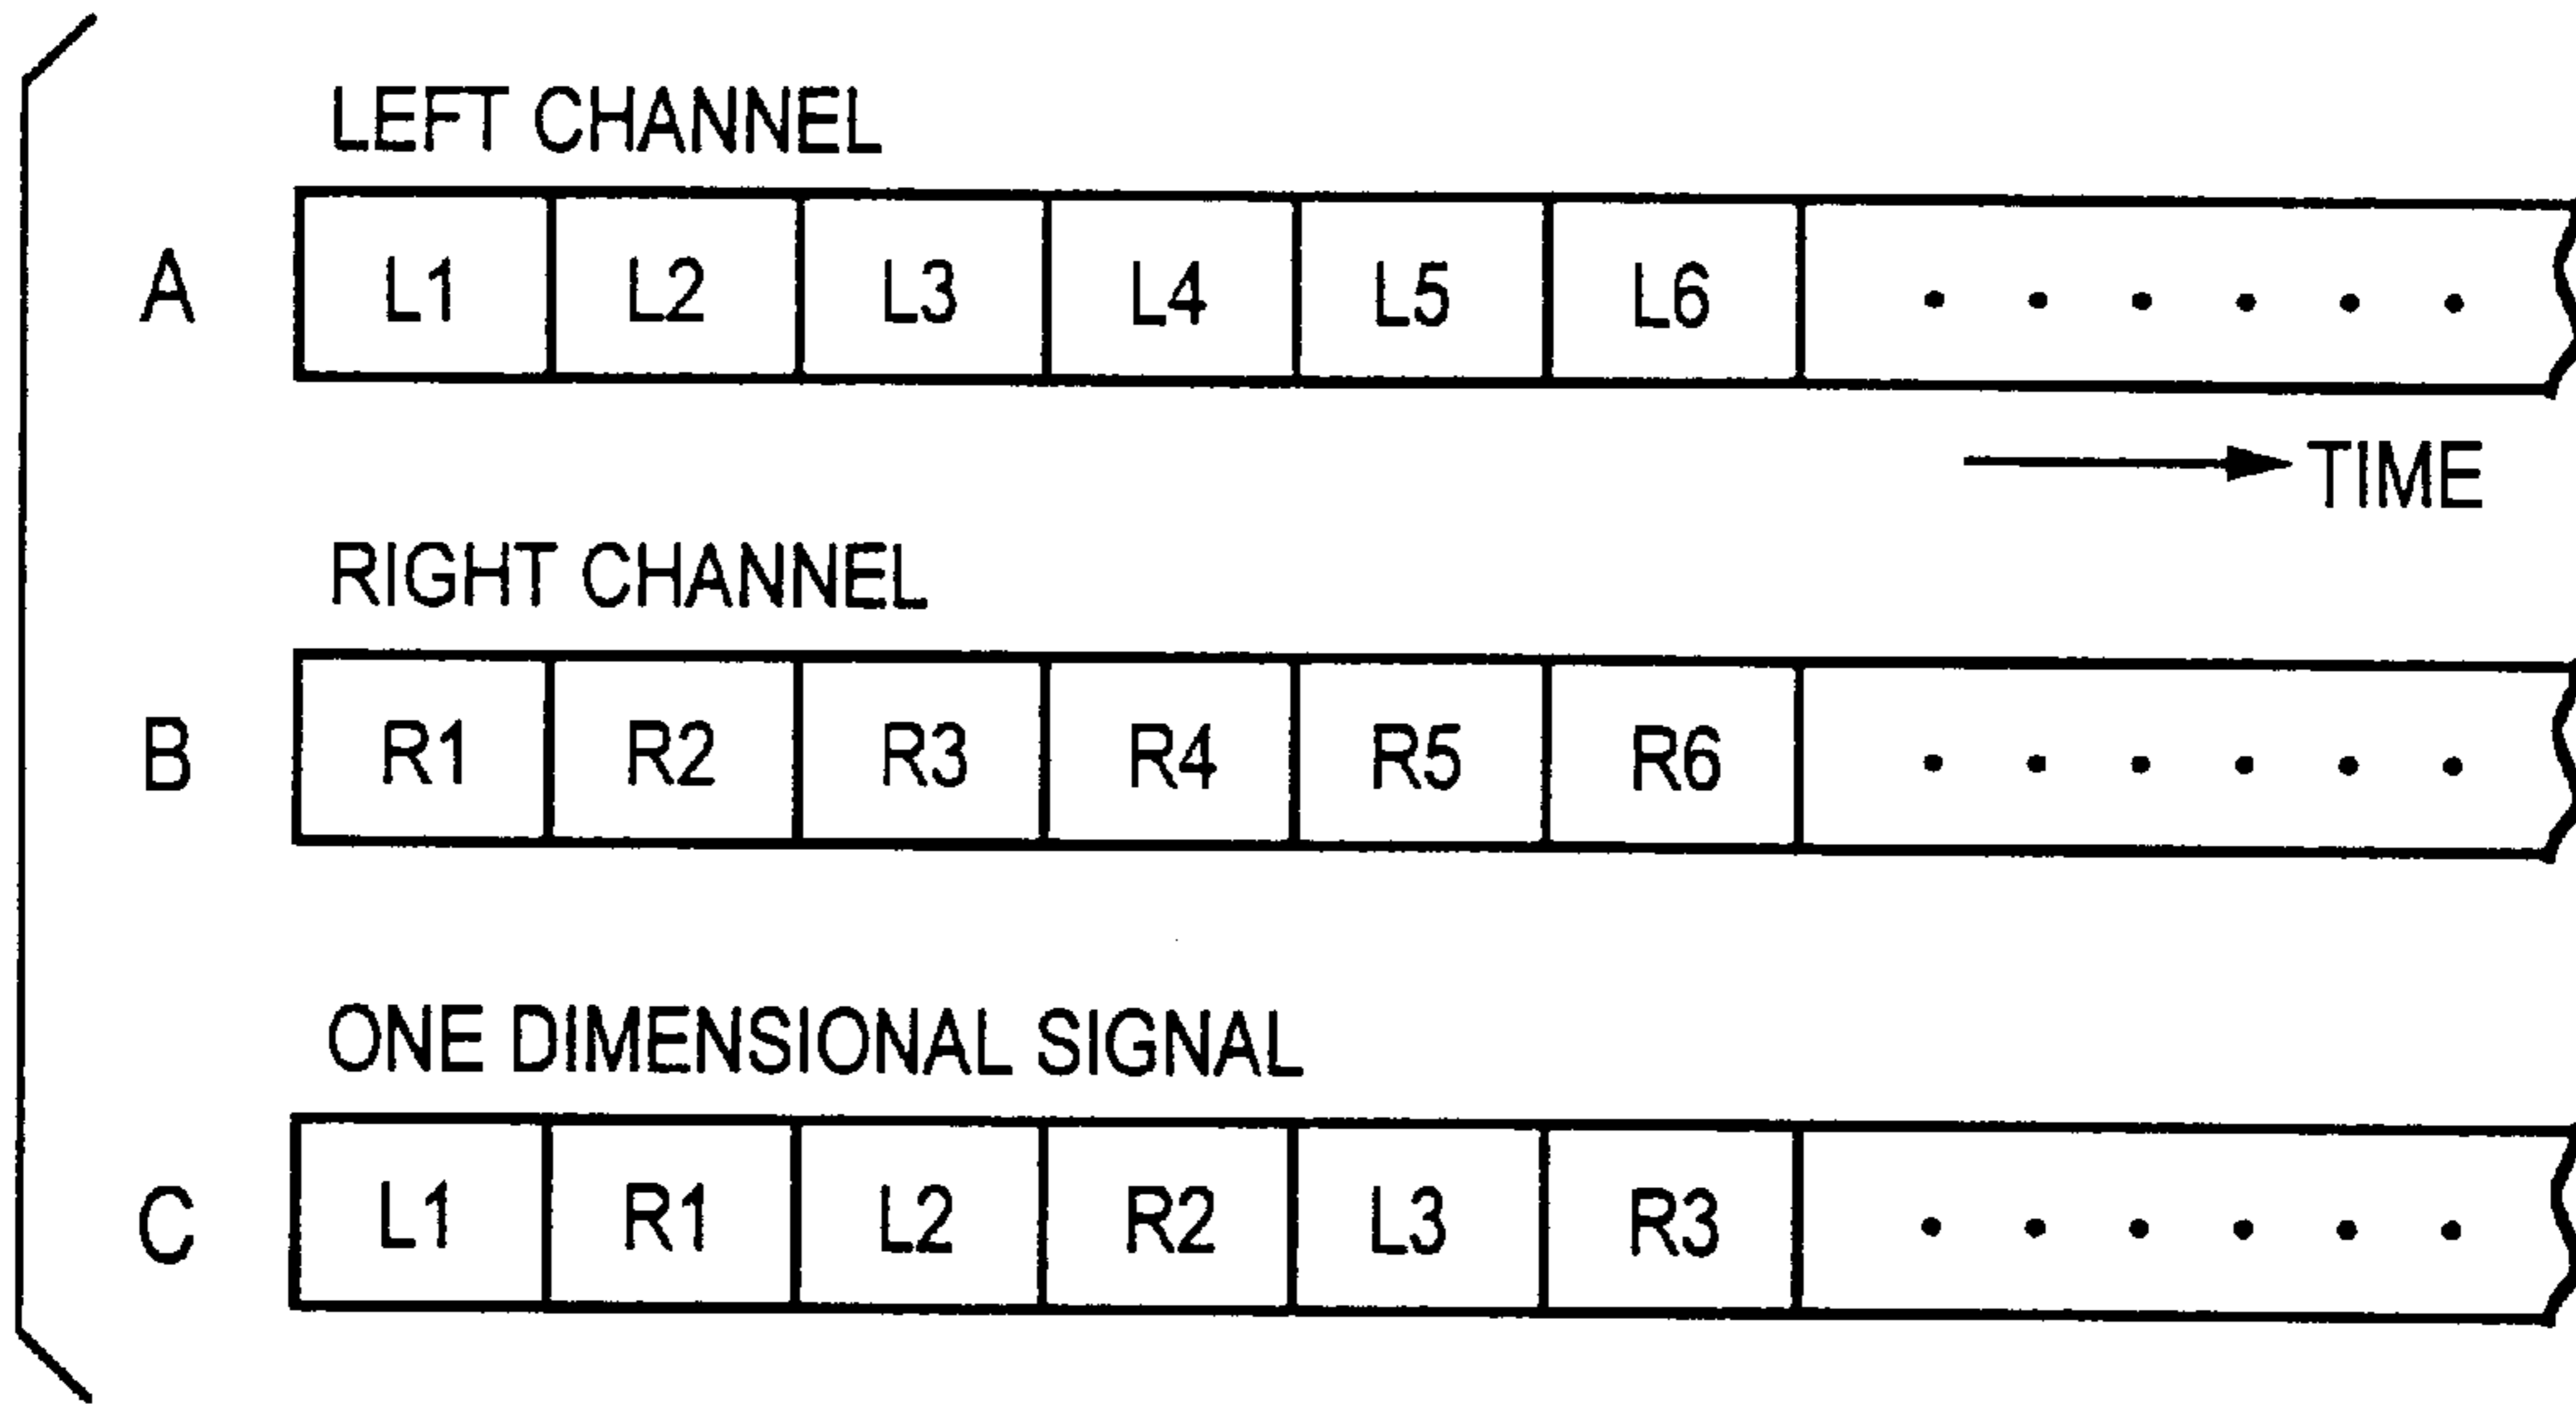 LEFT CHANNEL
A L1 L2 L3 L4 L5 L6 . . . . . .
TIME
RIGHT CHANNEL
B R1 R2 R3 R4 R5 R6 . . . . . .
ONE DIMENSIONAL SIGNAL
C L1 R1 L2 R2 L3 R3 . . . . . .